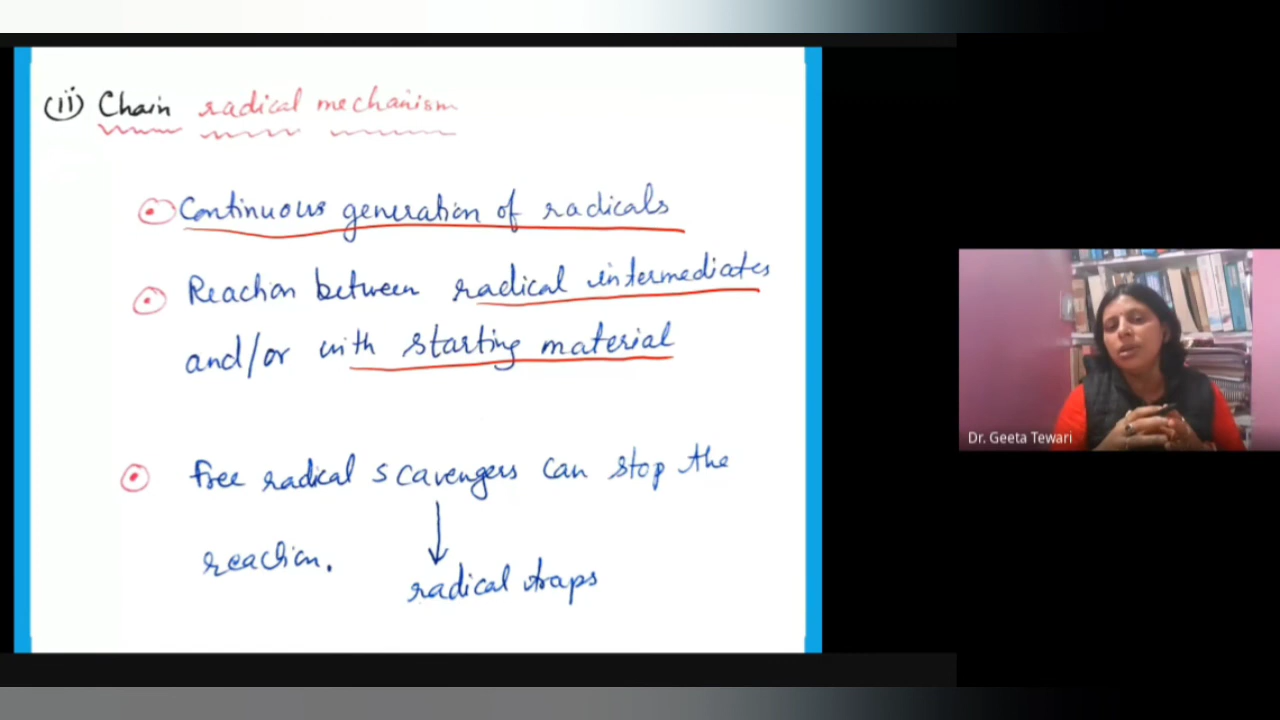 (ii) Chain radical mechanism
Continuous generation of radicals
Reaction between radical intermediates
and/or with starting material
free radical scavengers can stop the
reaction.
radical traps
Dr. Geeta Tewari